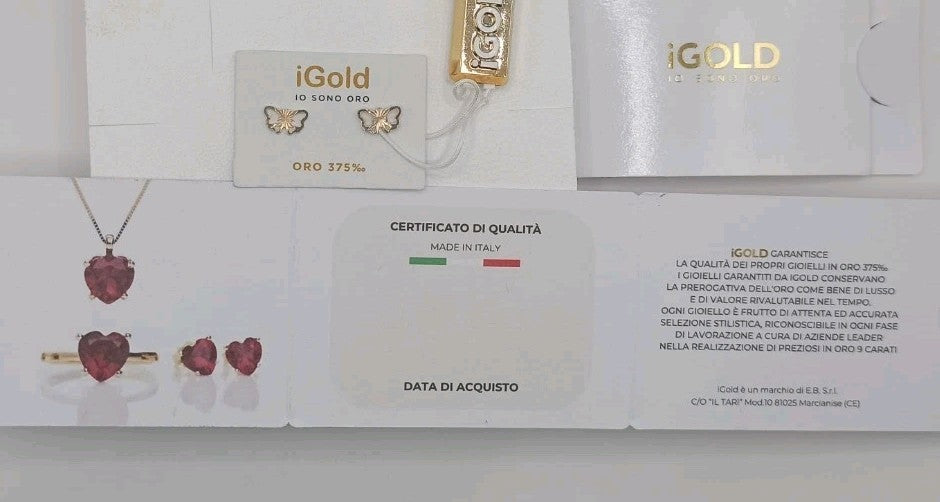 iGOL
iGOLD
IO SONO ORO
iGold
IO SONO ORO
ORO 375‰
CERTIFICATO DI QUALITÀ
MADE IN ITALY
DATA DI ACQUISTO
iGOLD GARANTISCE
LA QUALITÀ DEI PROPRI GIOIELLI IN ORO 375‰
I GIOIELLI GARANTITI DA IGOLD CONSERVANO
LA PREROGATIVA DELL'ORO COME BENE DI LUSSO
E DI VALORE RIVALUTABILE NEL TEMPO.
OGNI GIOIELLO È FRUTTO DI ATTENTA ED ACCURATA
SELEZIONE STILISTICA, RICONOSCIBILE IN OGNI FASE
DI LAVORAZIONE A CURA DI AZIENDE LEADER
NELLA REALIZZAZIONE DI PREZIOSI IN ORO 9 CARATI
iGold è un marchio di E.B. S.r.l.
C/O "IL TARI" Mod.10 81025 Marcianise (CE)